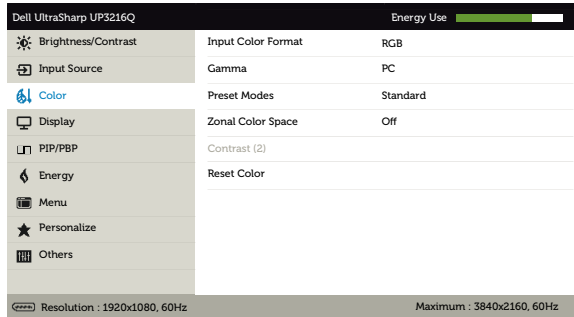 Dell UltraSharp UP3216Q Energy Use
Brightness/Contrast Input Color Format RGB
Input Source Gamma PC
Color Preset Modes Standard
Display Zonal Color Space Off
PIP/PBP Contrast (2)
Energy Reset Color
Menu
Personalize
Others
Resolution : 1920x1080, 60Hz Maximum : 3840x2160, 60Hz